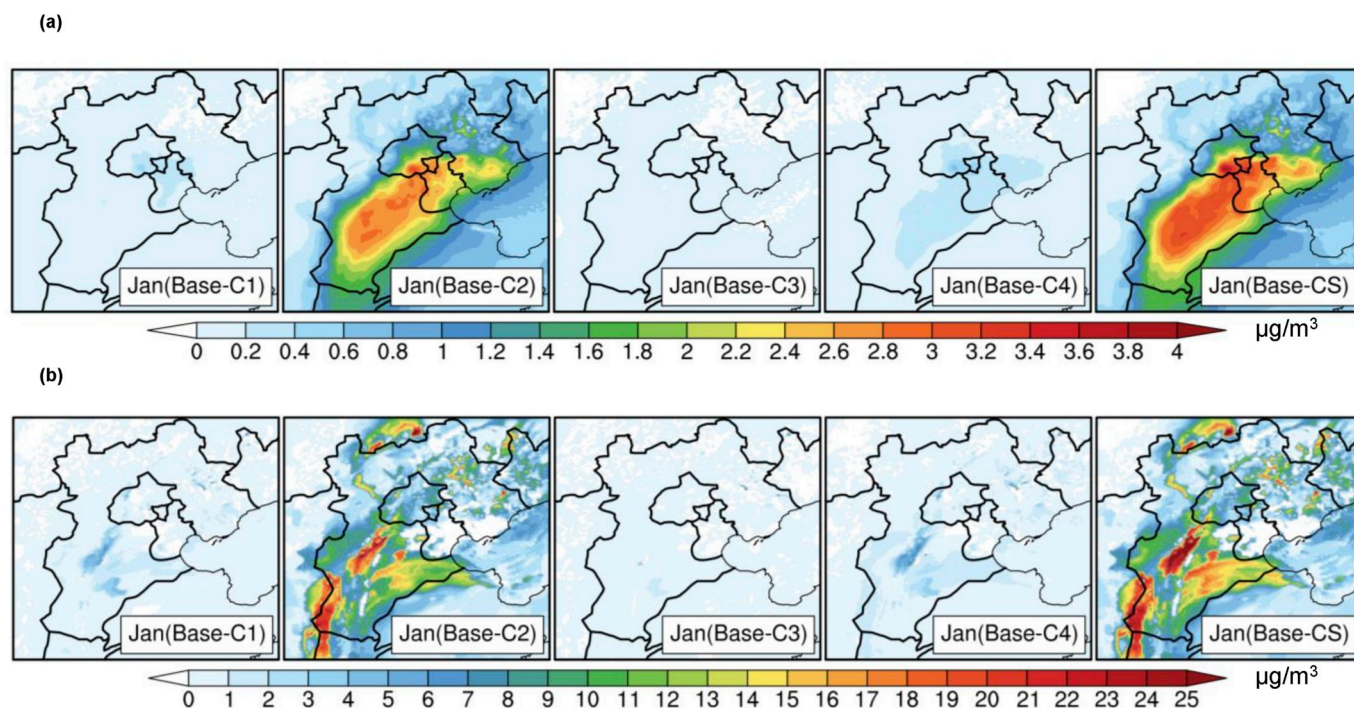 (a)
Jan(Base-C1) Jan(Base-C2) Jan(Base-C3) Jan(Base-C4) Jan(Base-CS)
0 0.2 0.4 0.6 0.8 1 1.2 1.4 1.6 1.8 2 2.2 2.4 2.6 2.8 3 3.2 3.4 3.6 3.8 4 µg/m³
(b)
Jan(Base-C1) Jan(Base-C2) Jan(Base-C3) Jan(Base-C4) Jan(Base-CS)
0 1 2 3 4 5 6 7 8 9 10 11 12 13 14 15 16 17 18 19 20 21 22 23 24 25 µg/m³